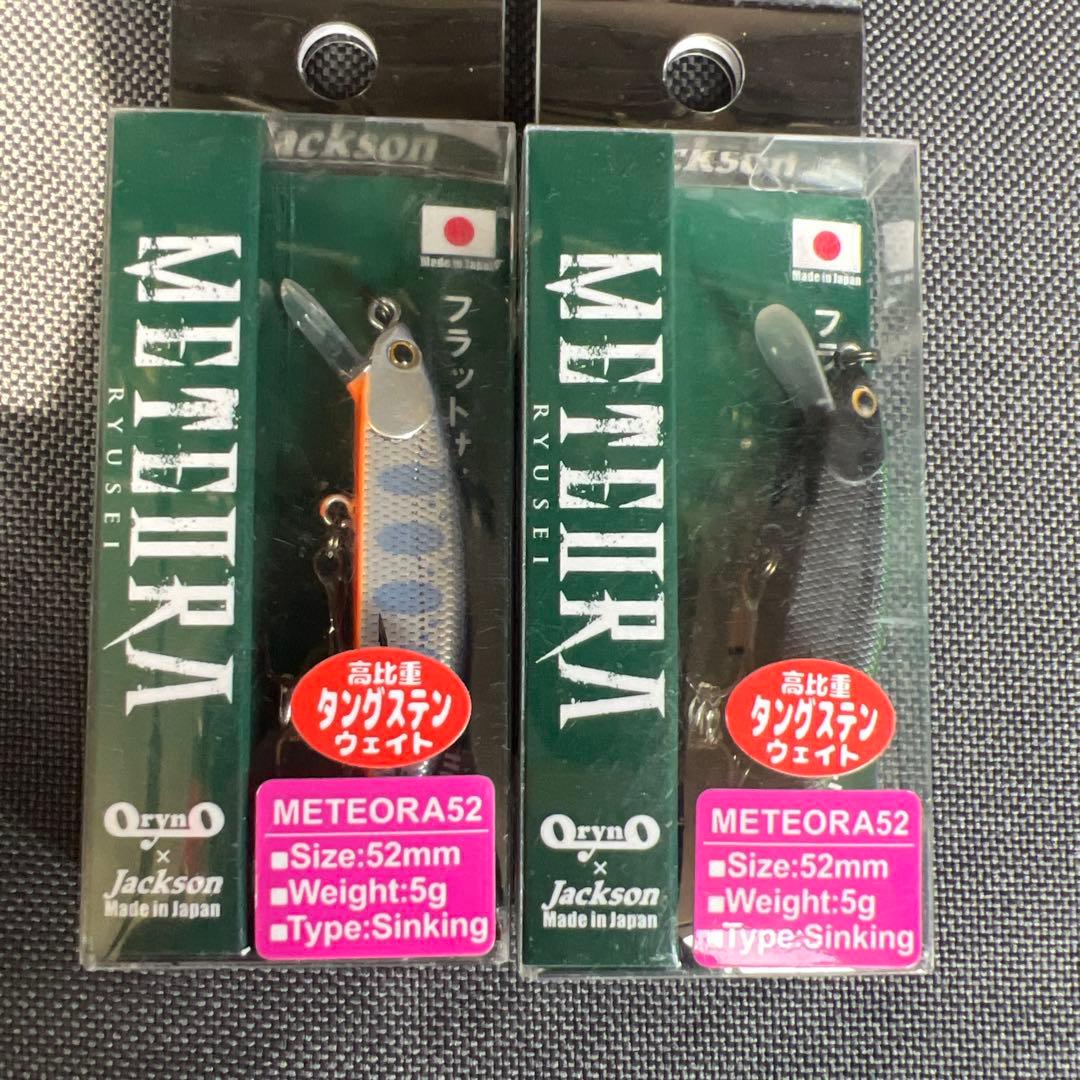 Jackson
Made in Japan
フラット
METEORA
RYUSEI
高比重
タングステン
ウェイト
METEORA52
■Size:52mm
■Weight:5g
■Type:Sinking
OrynO
×
Jackson
Made in Japan
ckson
Made in Japan
フラ
METEORA
RYUSEI
高比重
タングステン
ウェイト
METEORA52
■Size:52mm
■Weight:5g
■Type:Sinking
OrynO
×
Jackson
Made in Japan